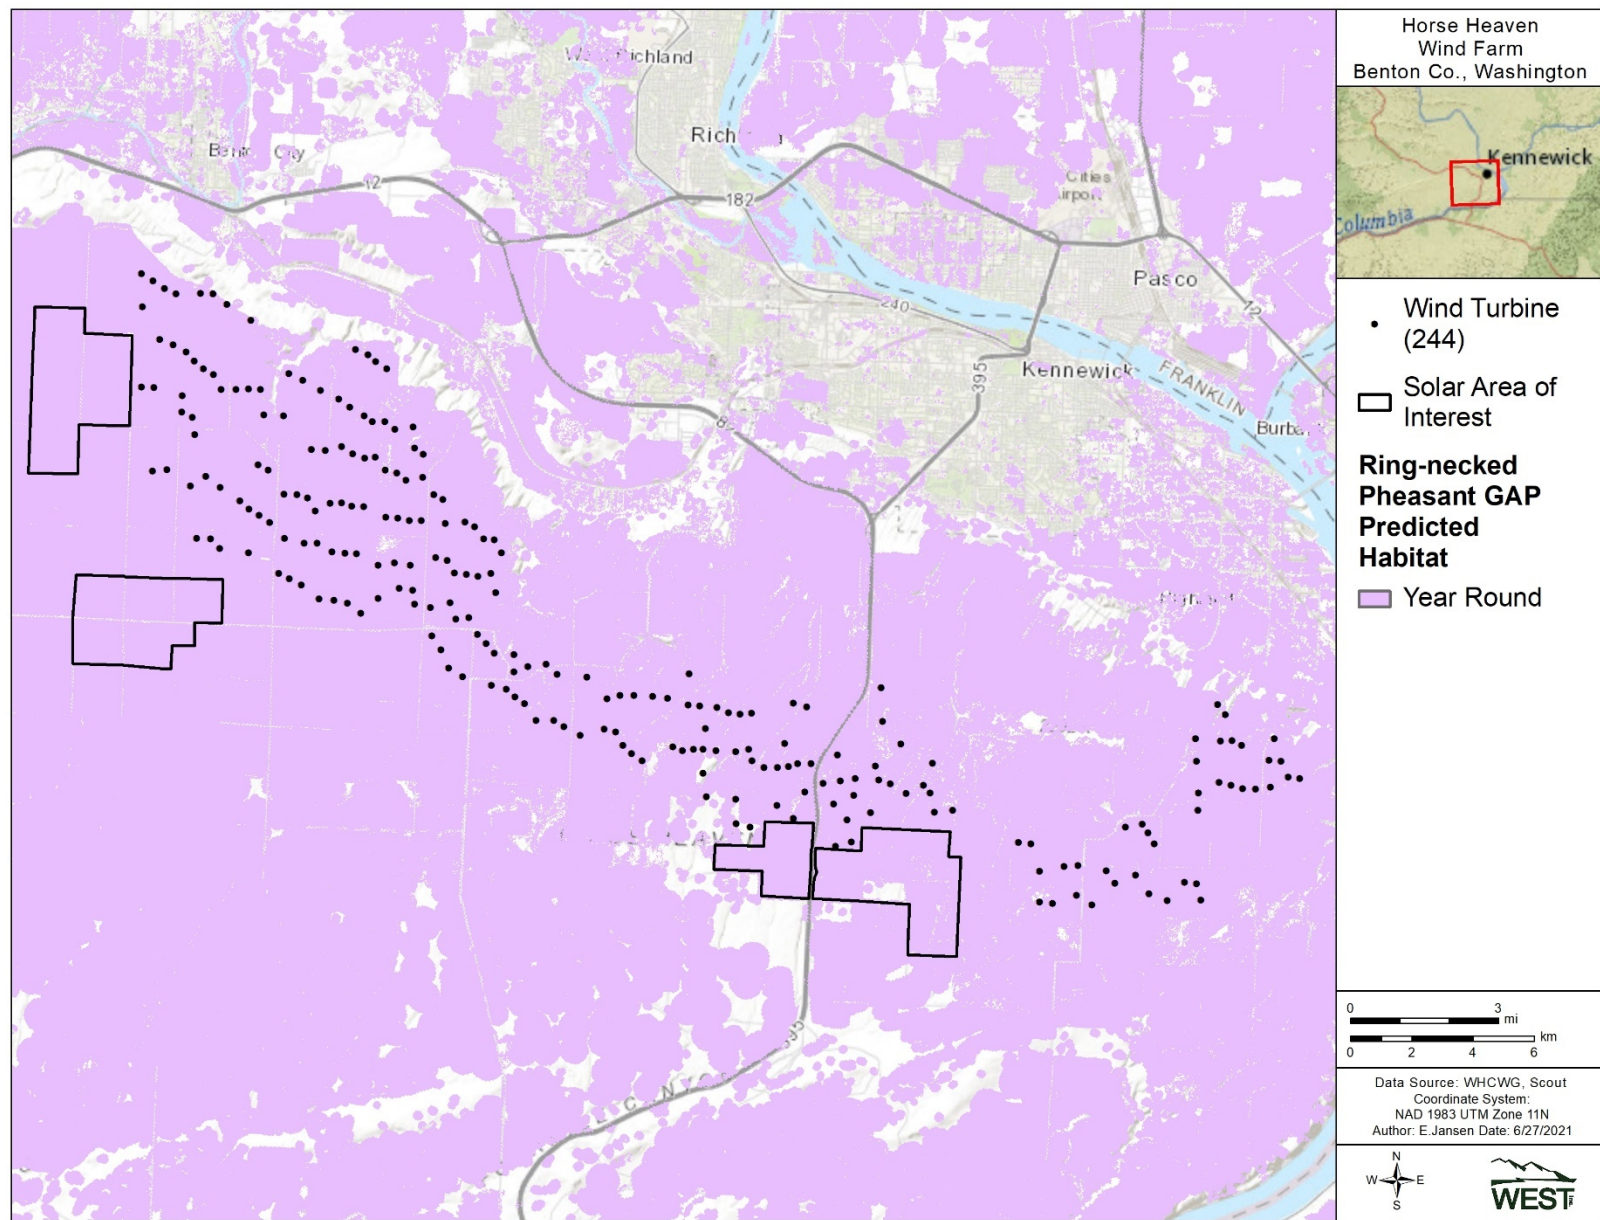 Horse Heaven
Wind Farm
Benton Co., Washington
Kennewick
Columbia
Wind Turbine
(244)
Solar Area of
Interest
Ring-necked
Pheasant GAP
Predicted
Habitat
Year Round
0 3
mi
km
0 2 4 6
Data Source: WHCWG, Scout
Coordinate System:
NAD 1983 UTM Zone 11N
Author: E.Jansen Date: 6/27/2021
N
W E
S
WEST
Rich
12
182
Cities
Pasco
240
12
395
Kennewick
FRANKLIN